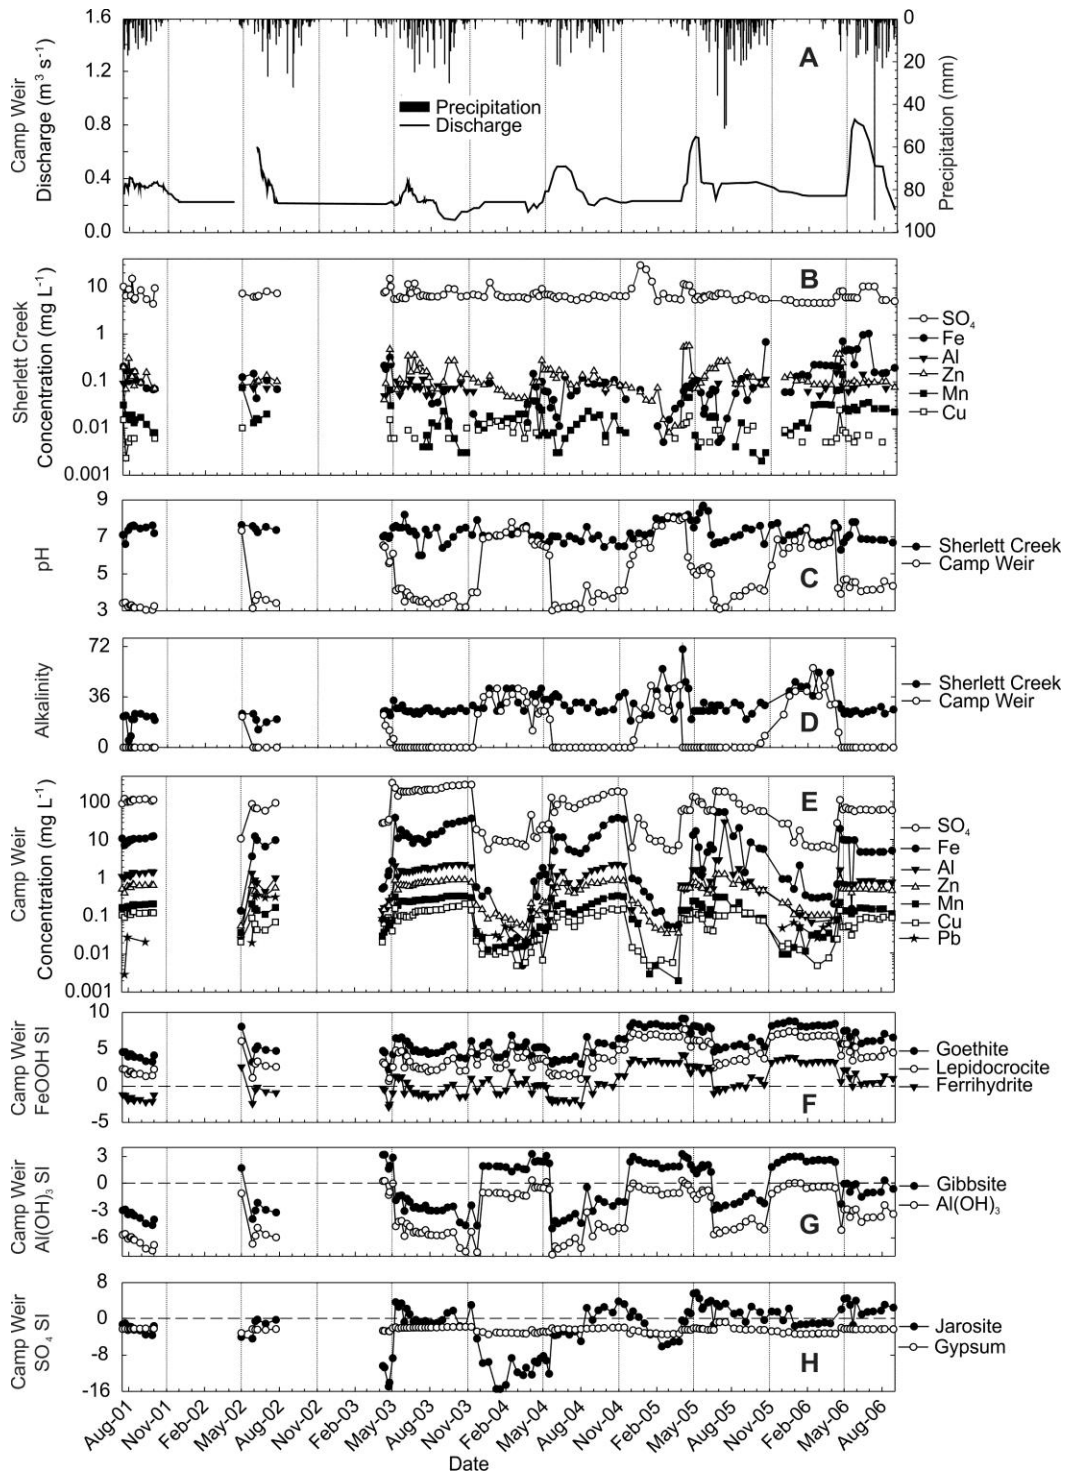 1.6
1.2
0.8
0.4
0.0
Camp Weir
Discharge (m³ s⁻¹)
A
Precipitation
Discharge
0
20
40
60
80
100
Precipitation (mm)
10
1
0.1
0.01
0.001
Sherlett Creek
Concentration (mg L⁻¹)
B
SO₄
Fe
Al
Zn
Mn
Cu
9
7
5
3
pH
C
Sherlett Creek
Camp Weir
72
36
0
Alkalinity
D
Sherlett Creek
Camp Weir
100
10
1
0.1
0.01
0.001
Camp Weir
Concentration (mg L⁻¹)
E
SO₄
Fe
Al
Zn
Mn
Cu
Pb
10
5
0
-5
Camp Weir
FeOOH SI
F
Goethite
Lepidocrocite
Ferrihydrite
3
0
-3
-6
Camp Weir
Al(OH)₃ SI
G
Gibbsite
Al(OH)₃
8
0
-8
-16
Camp Weir
SO₄ SI
H
Jarosite
Gypsum
Aug-01
Nov-01
Feb-02
May-02
Aug-02
Nov-02
Feb-03
May-03
Aug-03
Nov-03
Feb-04
May-04
Aug-04
Nov-04
Feb-05
May-05
Aug-05
Nov-05
Feb-06
May-06
Aug-06
Date